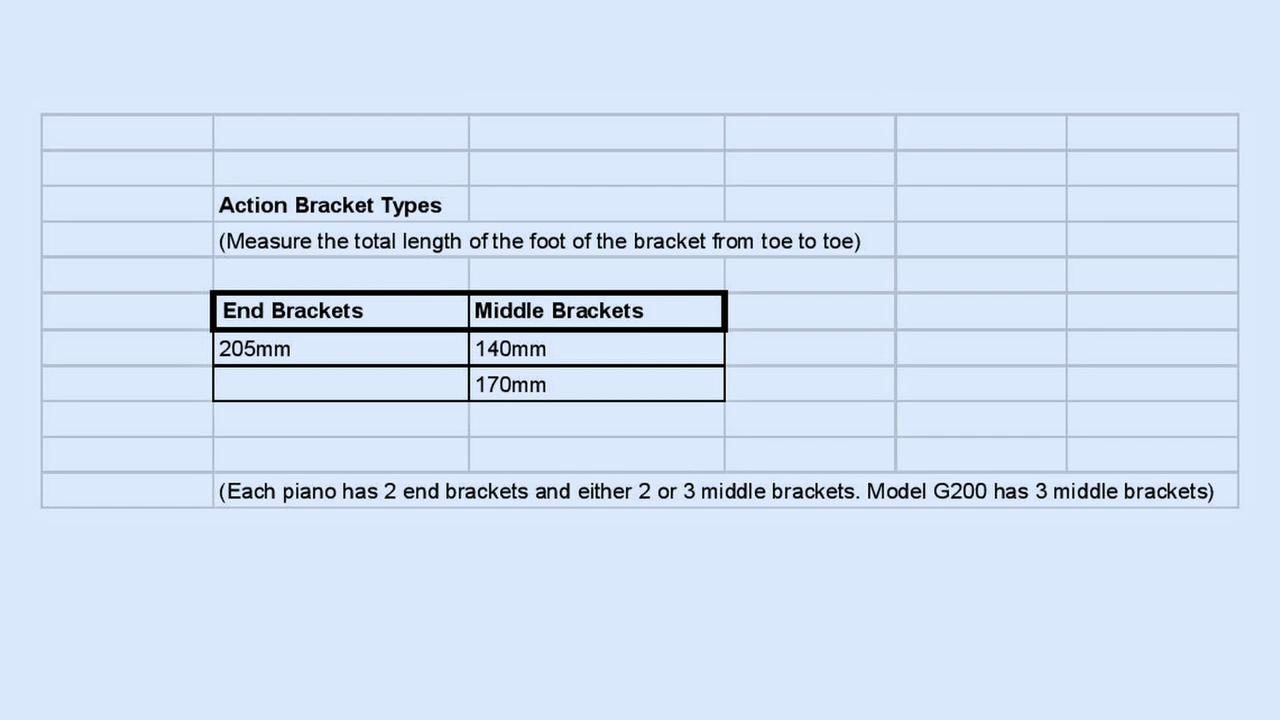 Action Bracket Types
(Measure the total length of the foot of the bracket from toe to toe)
End Brackets Middle Brackets
205mm 140mm
170mm
(Each piano has 2 end brackets and either 2 or 3 middle brackets. Model G200 has 3 middle brackets)